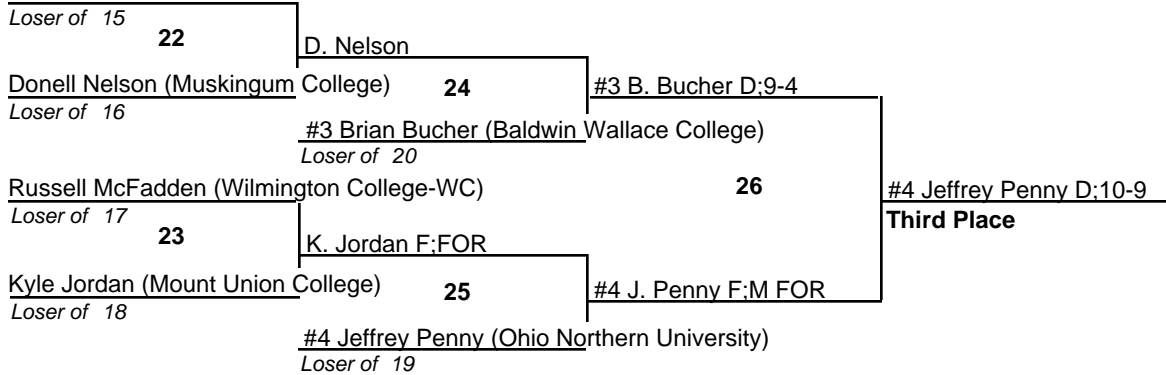 Loser of 15
22
D. Nelson
Donell Nelson (Muskingum College)
24
#3 B. Bucher D;9-4
Loser of 16
#3 Brian Bucher (Baldwin Wallace College)
Loser of 20
Russell McFadden (Wilmington College-WC)
26
#4 Jeffrey Penny D;10-9
Loser of 17
Third Place
23
K. Jordan F;FOR
Kyle Jordan (Mount Union College)
25
#4 J. Penny F;M FOR
Loser of 18
#4 Jeffrey Penny (Ohio Northern University)
Loser of 19